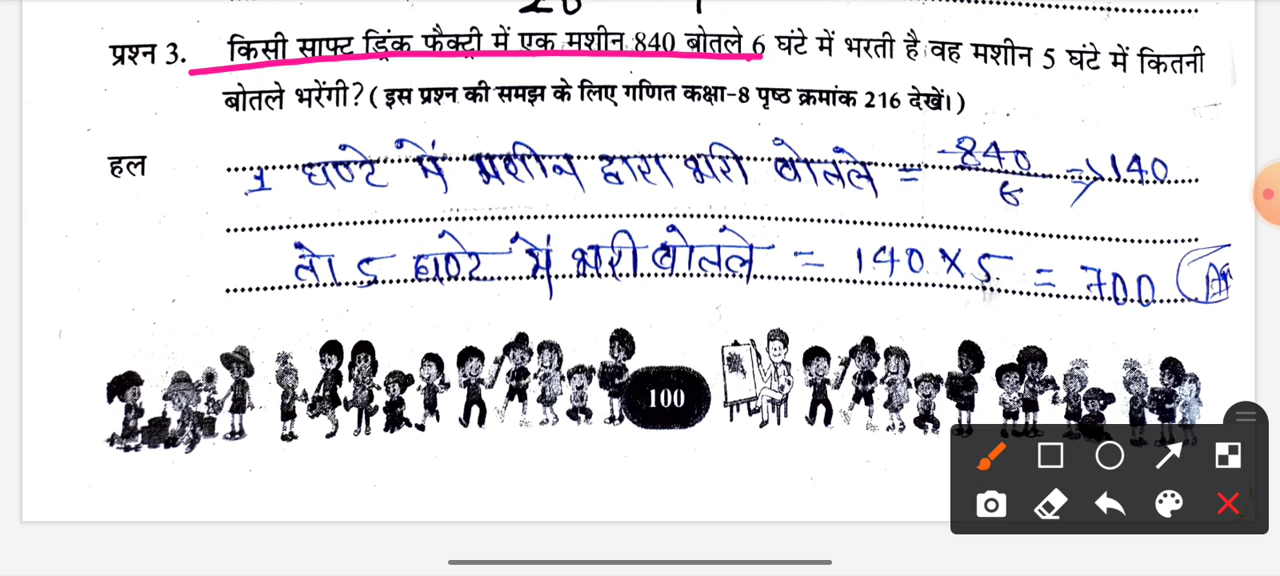 प्रश्न 3. किसी साफ्ट ड्रिंक फैक्ट्री में एक मशीन 840 बोतले 6 घंटे में भरती है वह मशीन 5 घंटे में कितनी
बोतले भरेंगी? ( इस प्रश्न की समझ के लिए गणित कक्षा-8 पृष्ठ क्रमांक 216 देखें। )
हल 1 घण्टे में मशीन द्वारा भरी बोतले = 840/6 => 140
तो 5 घण्टे में भरी बोतले = 140 × 5 = 700
100